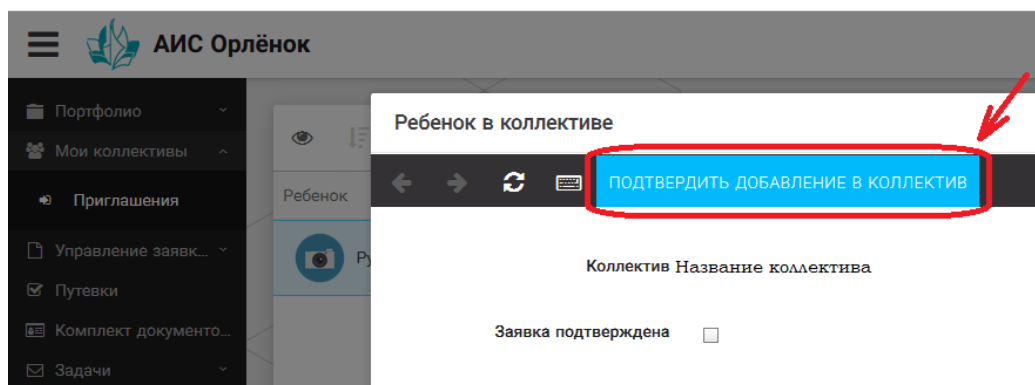 АИС Орлёнок
Портфолио
Мои коллективы
Приглашения
Управление заявк...
Путевки
Комплект документо...
Задачи
Ребенок
Ребенок в коллективе
ПОДТВЕРДИТЬ ДОБАВЛЕНИЕ В КОЛЛЕКТИВ
Коллектив Название коллектива
Заявка подтверждена